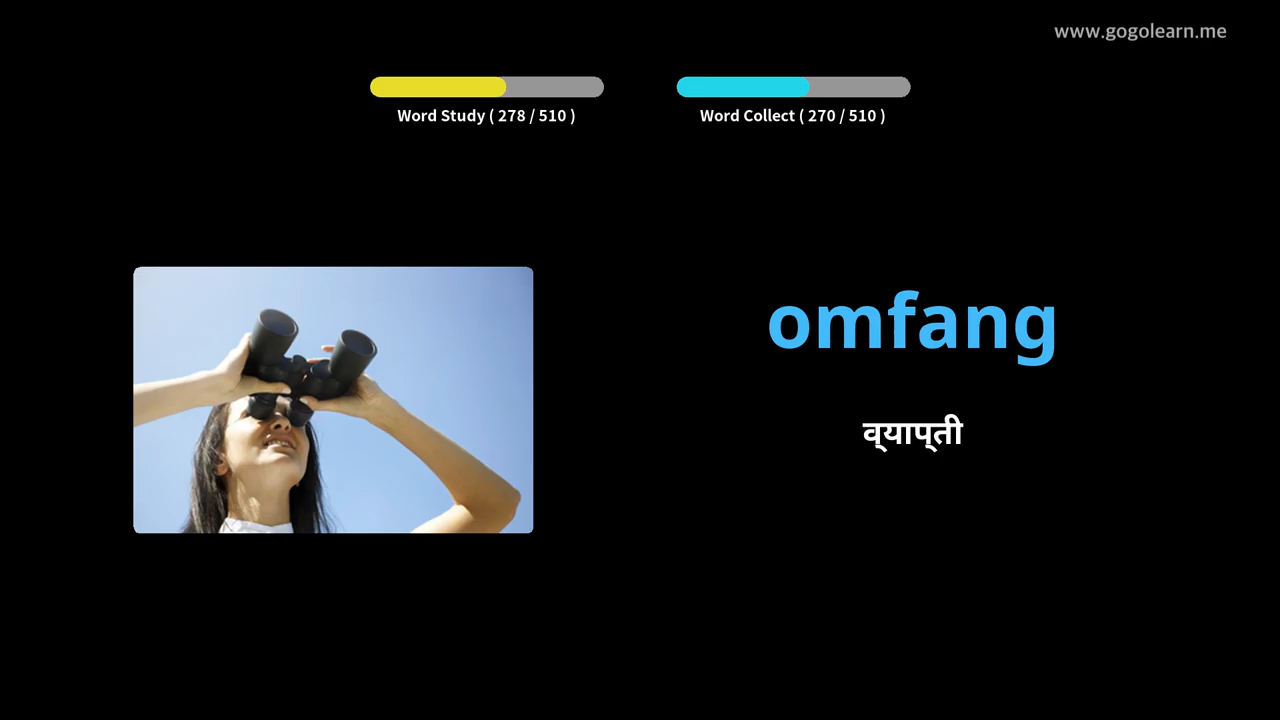 www.gogolearn.me
Word Study ( 278 / 510 )
Word Collect ( 270 / 510 )
omfang
व्याप्ती